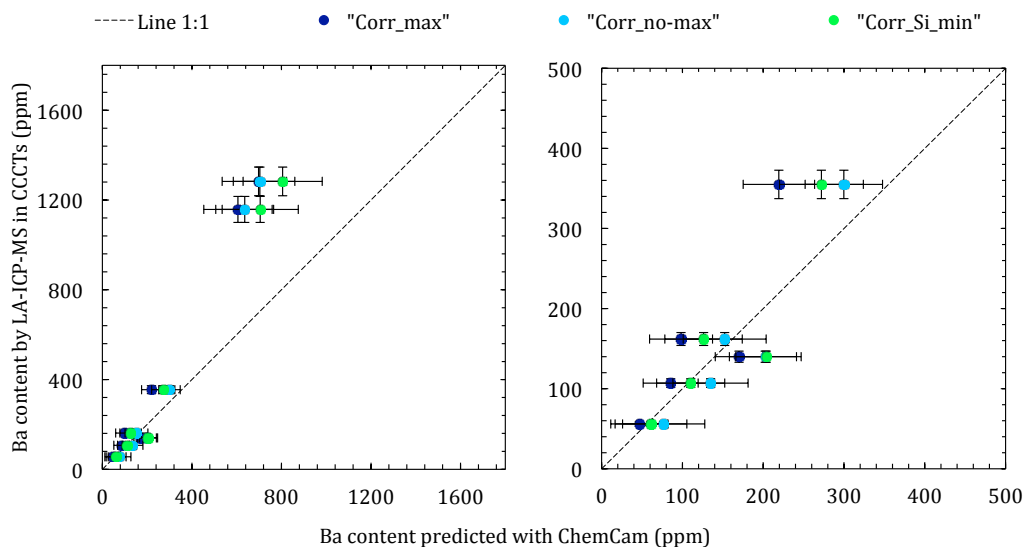 Line 1:1
"Corr_max"
"Corr_no-max"
"Corr_Si_min"
Ba content by LA-ICP-MS in CCCTs (ppm)
1600
1200
800
400
0
0 400 800 1200 1600
500
400
300
200
100
0
0 100 200 300 400 500
Ba content predicted with ChemCam (ppm)